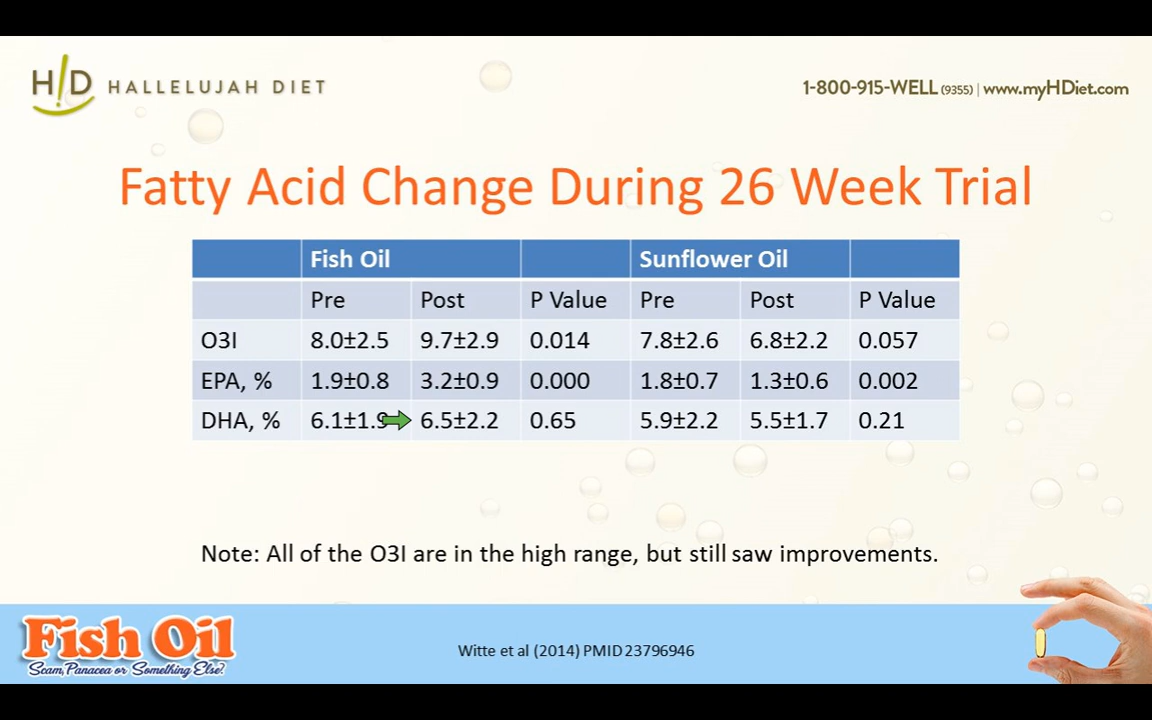 H!D HALLELUJAH DIET
1-800-915-WELL (9355) | www.myHDiet.com
Fatty Acid Change During 26 Week Trial
Fish Oil Sunflower Oil
Pre Post P Value Pre Post P Value
O3I 8.0±2.5 9.7±2.9 0.014 7.8±2.6 6.8±2.2 0.057
EPA, % 1.9±0.8 3.2±0.9 0.000 1.8±0.7 1.3±0.6 0.002
DHA, % 6.1±1.9 6.5±2.2 0.65 5.9±2.2 5.5±1.7 0.21
Note: All of the O3I are in the high range, but still saw improvements.
Fish Oil
Scam, Panacea or Something Else?
Witte et al (2014) PMID 23796946